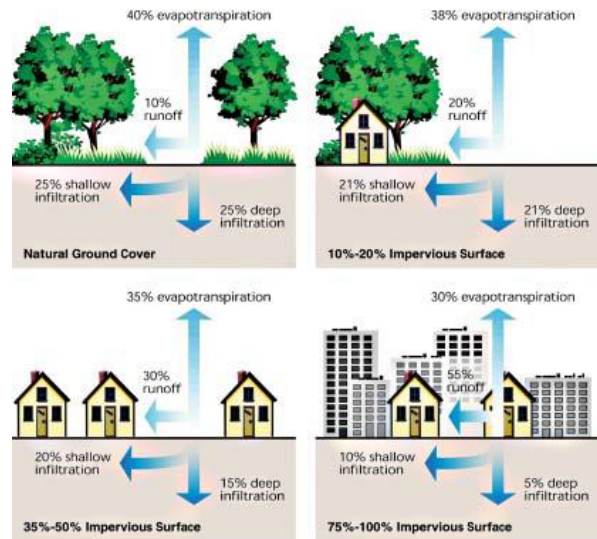 40% evapotranspiration
10%
runoff
25% shallow
infiltration
25% deep
infiltration
Natural Ground Cover
38% evapotranspiration
20%
runoff
21% shallow
infiltration
21% deep
infiltration
10%-20% Impervious Surface
35% evapotranspiration
30%
runoff
20% shallow
infiltration
15% deep
infiltration
35%-50% Impervious Surface
30% evapotranspiration
55%
runoff
10% shallow
infiltration
5% deep
infiltration
75%-100% Impervious Surface